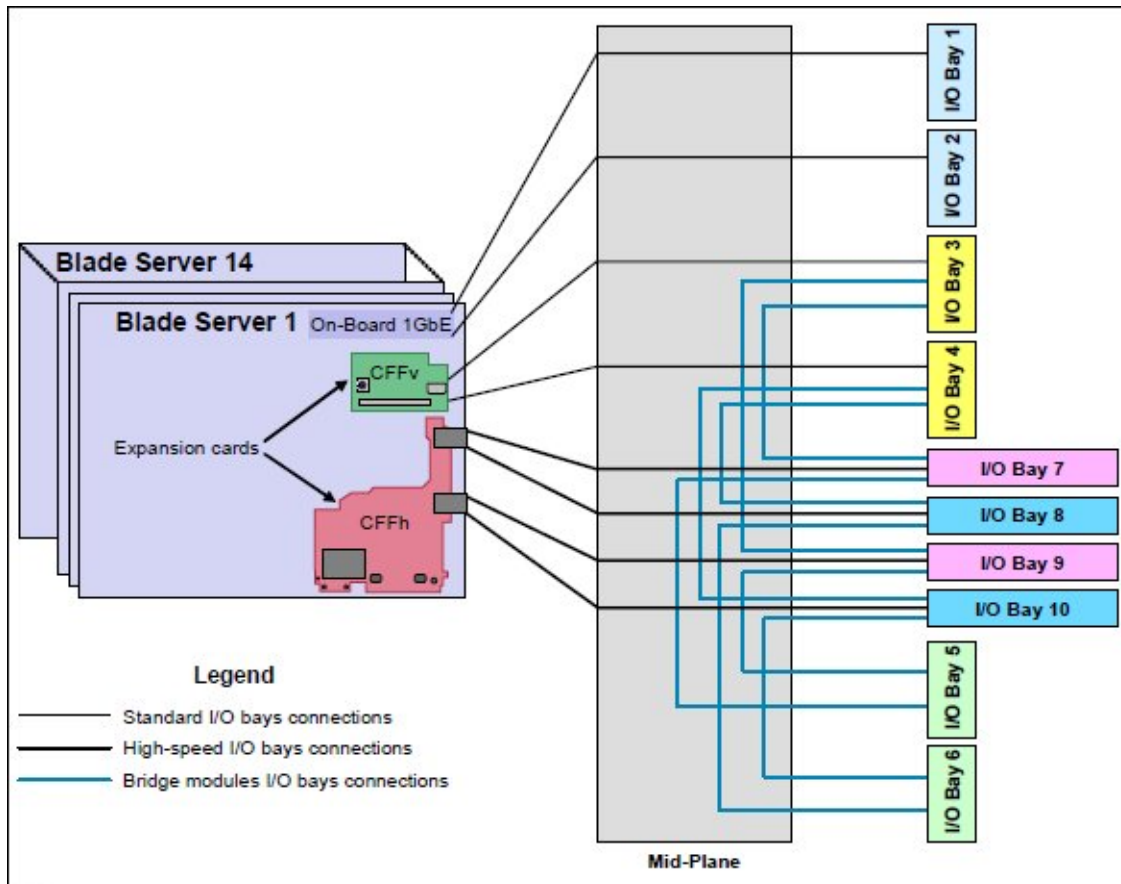 I/O Bay 1
I/O Bay 2
Blade Server 14
I/O Bay 3
Blade Server 1
On-Board 1GbE
CFFv
I/O Bay 4
Expansion cards
I/O Bay 7
I/O Bay 8
CFFh
I/O Bay 9
I/O Bay 10
I/O Bay 5
Legend
Standard I/O bays connections
High-speed I/O bays connections
Bridge modules I/O bays connections
I/O Bay 6
Mid-Plane